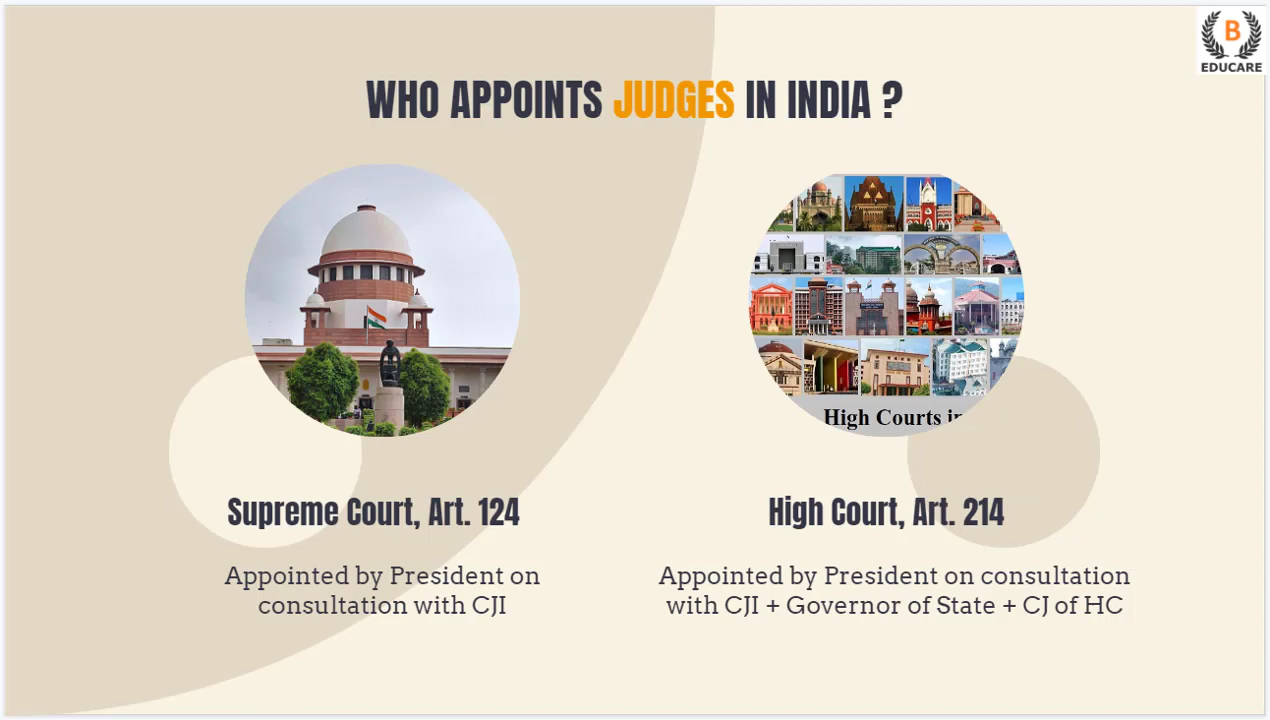 B
EDUCARE
WHO APPOINTS JUDGES IN INDIA ?
High Courts in
Supreme Court, Art. 124
High Court, Art. 214
Appointed by President on
consultation with CJI
Appointed by President on consultation
with CJI + Governor of State + CJ of HC